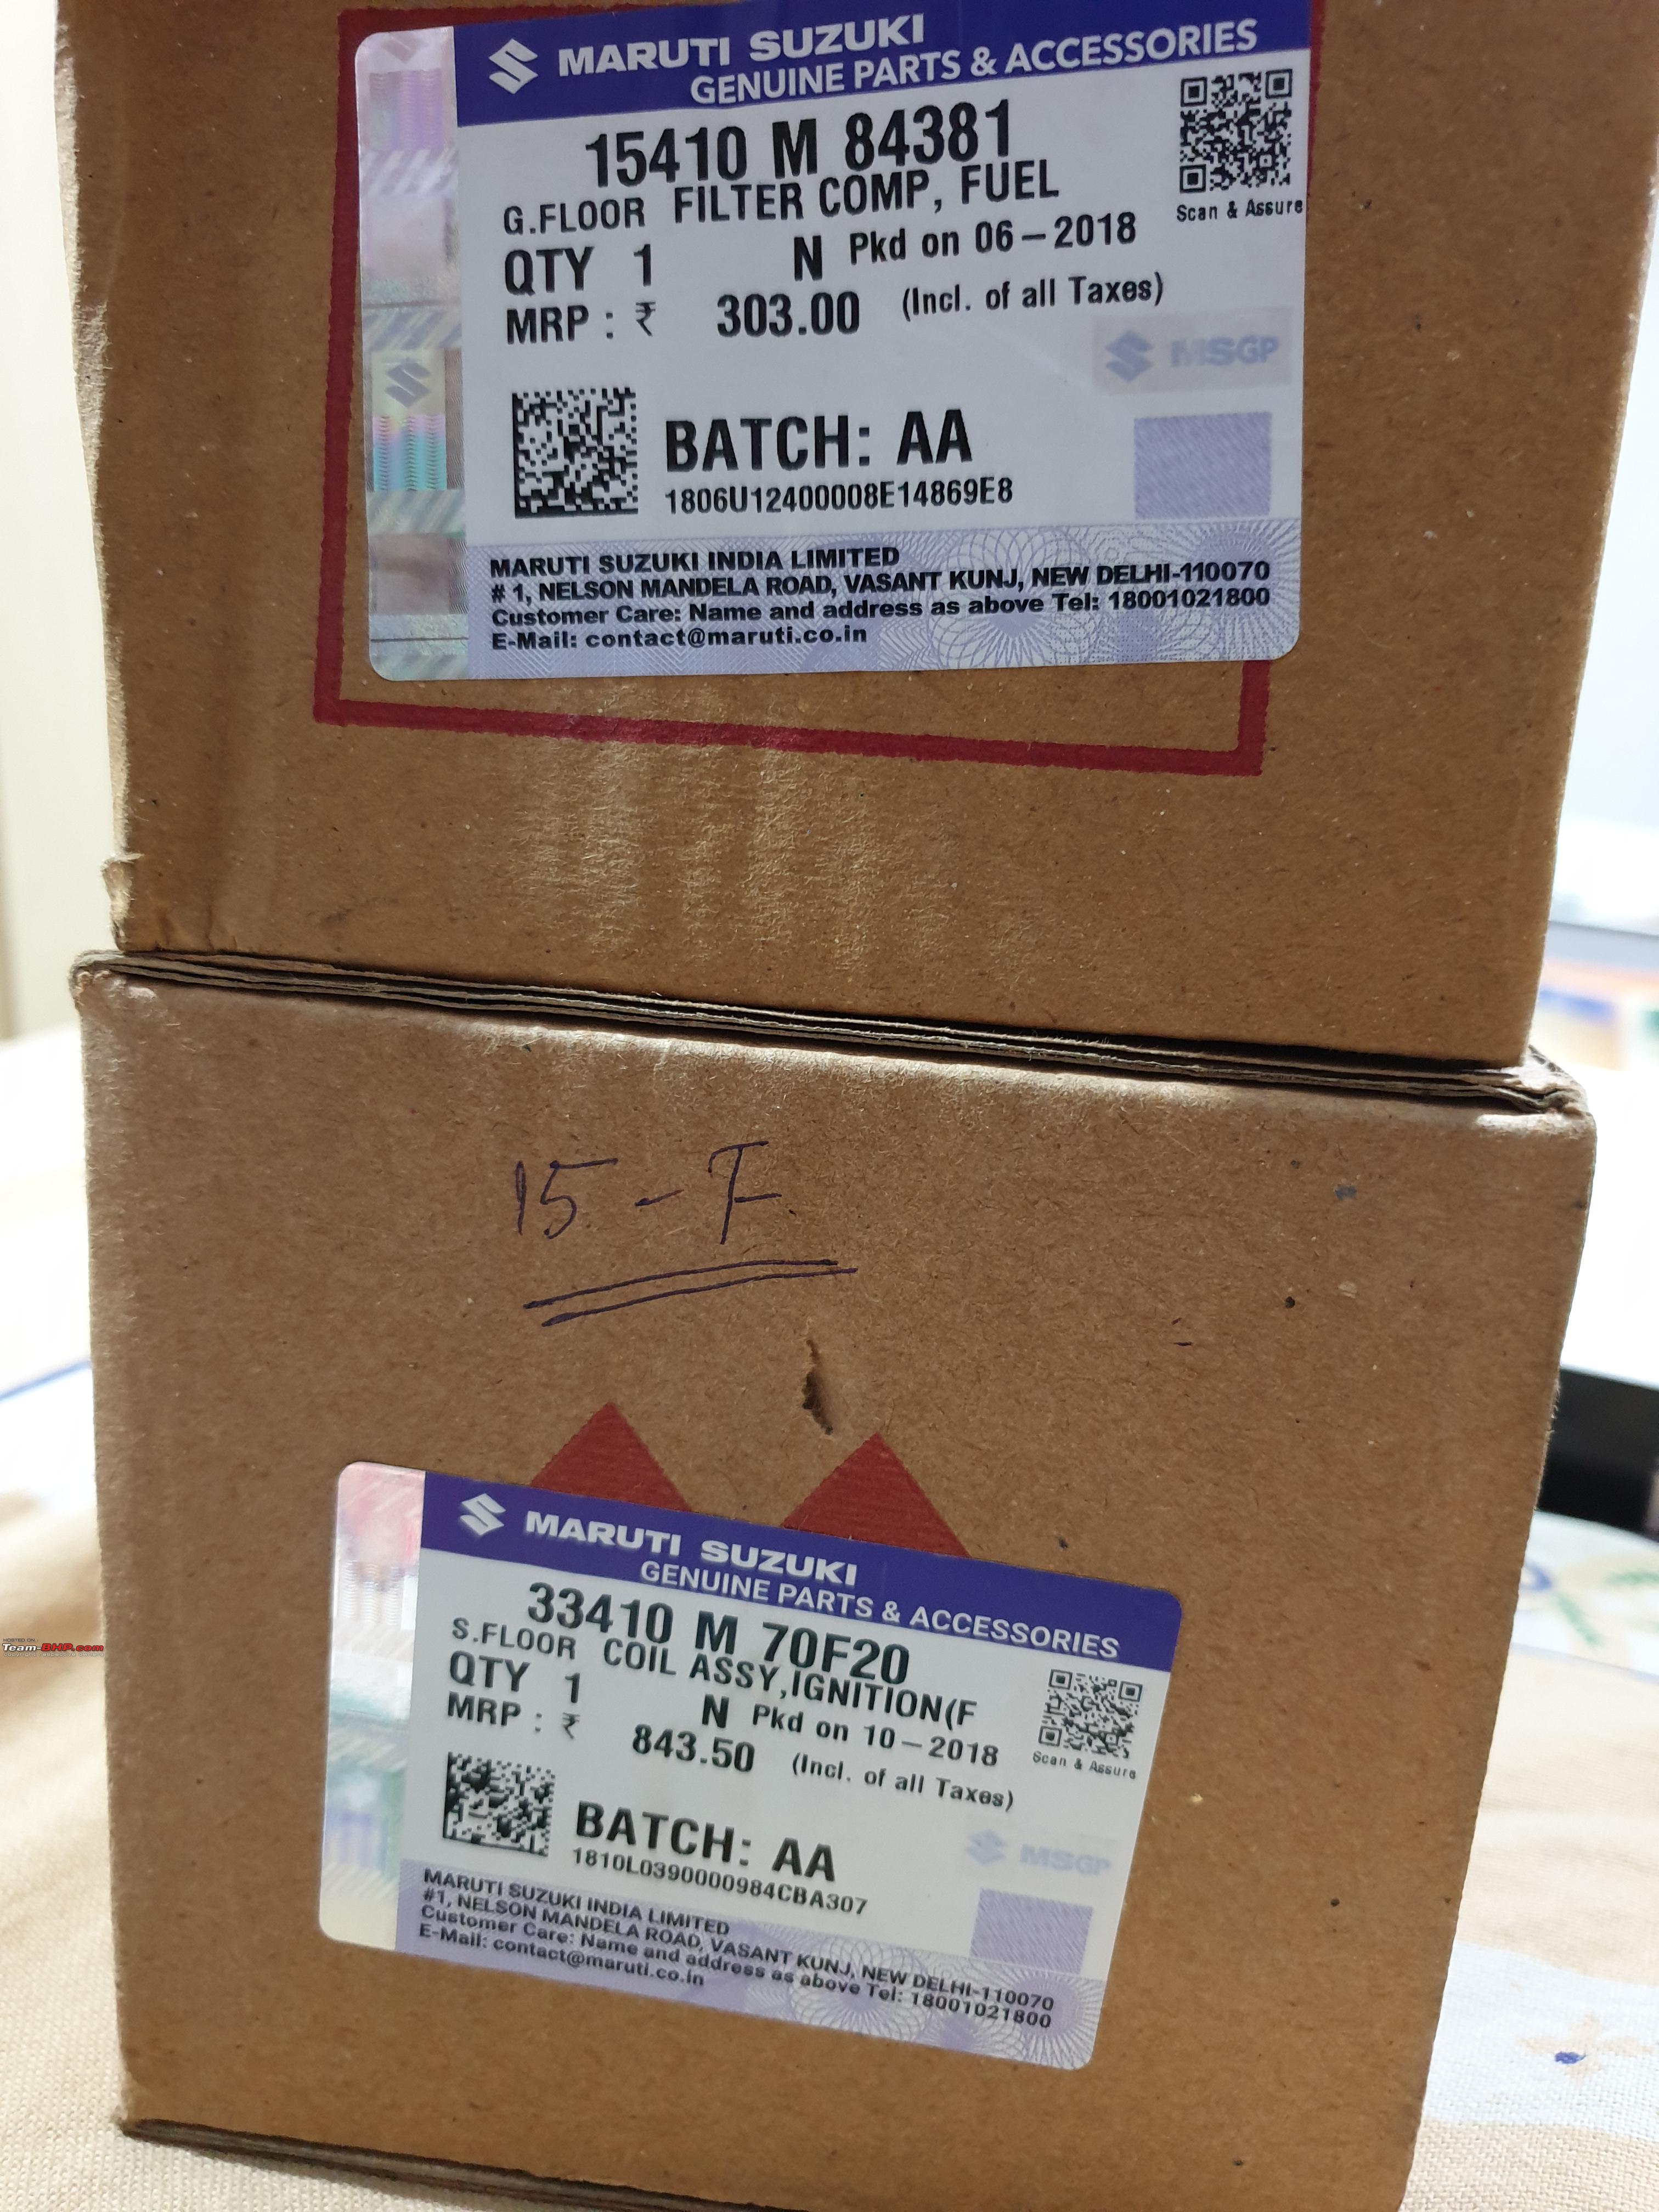 MARUTI SUZUKI
GENUINE PARTS & ACCESSORIES
15410 M 84381
G.FLOOR FILTER COMP, FUEL
QTY 1 N Pkd on 06-2018
MRP : ₹ 303.00 (Incl. of all Taxes)
Scan & Assure
MSGP
BATCH: AA
1806U12400008E14869E8
MARUTI SUZUKI INDIA LIMITED
# 1, NELSON MANDELA ROAD, VASANT KUNJ, NEW DELHI-110070
Customer Care: Name and address as above Tel: 18001021800
E-Mail: contact@maruti.co.in
15-F
MARUTI SUZUKI
GENUINE PARTS & ACCESSORIES
33410 M 70F20
S.FLOOR COIL ASSY,IGNITION(F
QTY 1 N Pkd on 10-2018
MRP : ₹ 843.50 (Incl. of all Taxes)
Scan & Assure
MSGP
BATCH: AA
1810L0390000984CBA307
MARUTI SUZUKI INDIA LIMITED
#1, NELSON MANDELA ROAD, VASANT KUNJ, NEW DELHI-110070
Customer Care: Name and address as above Tel: 18001021800
E-Mail: contact@maruti.co.in
HOSTED ON
Team-BHP.com